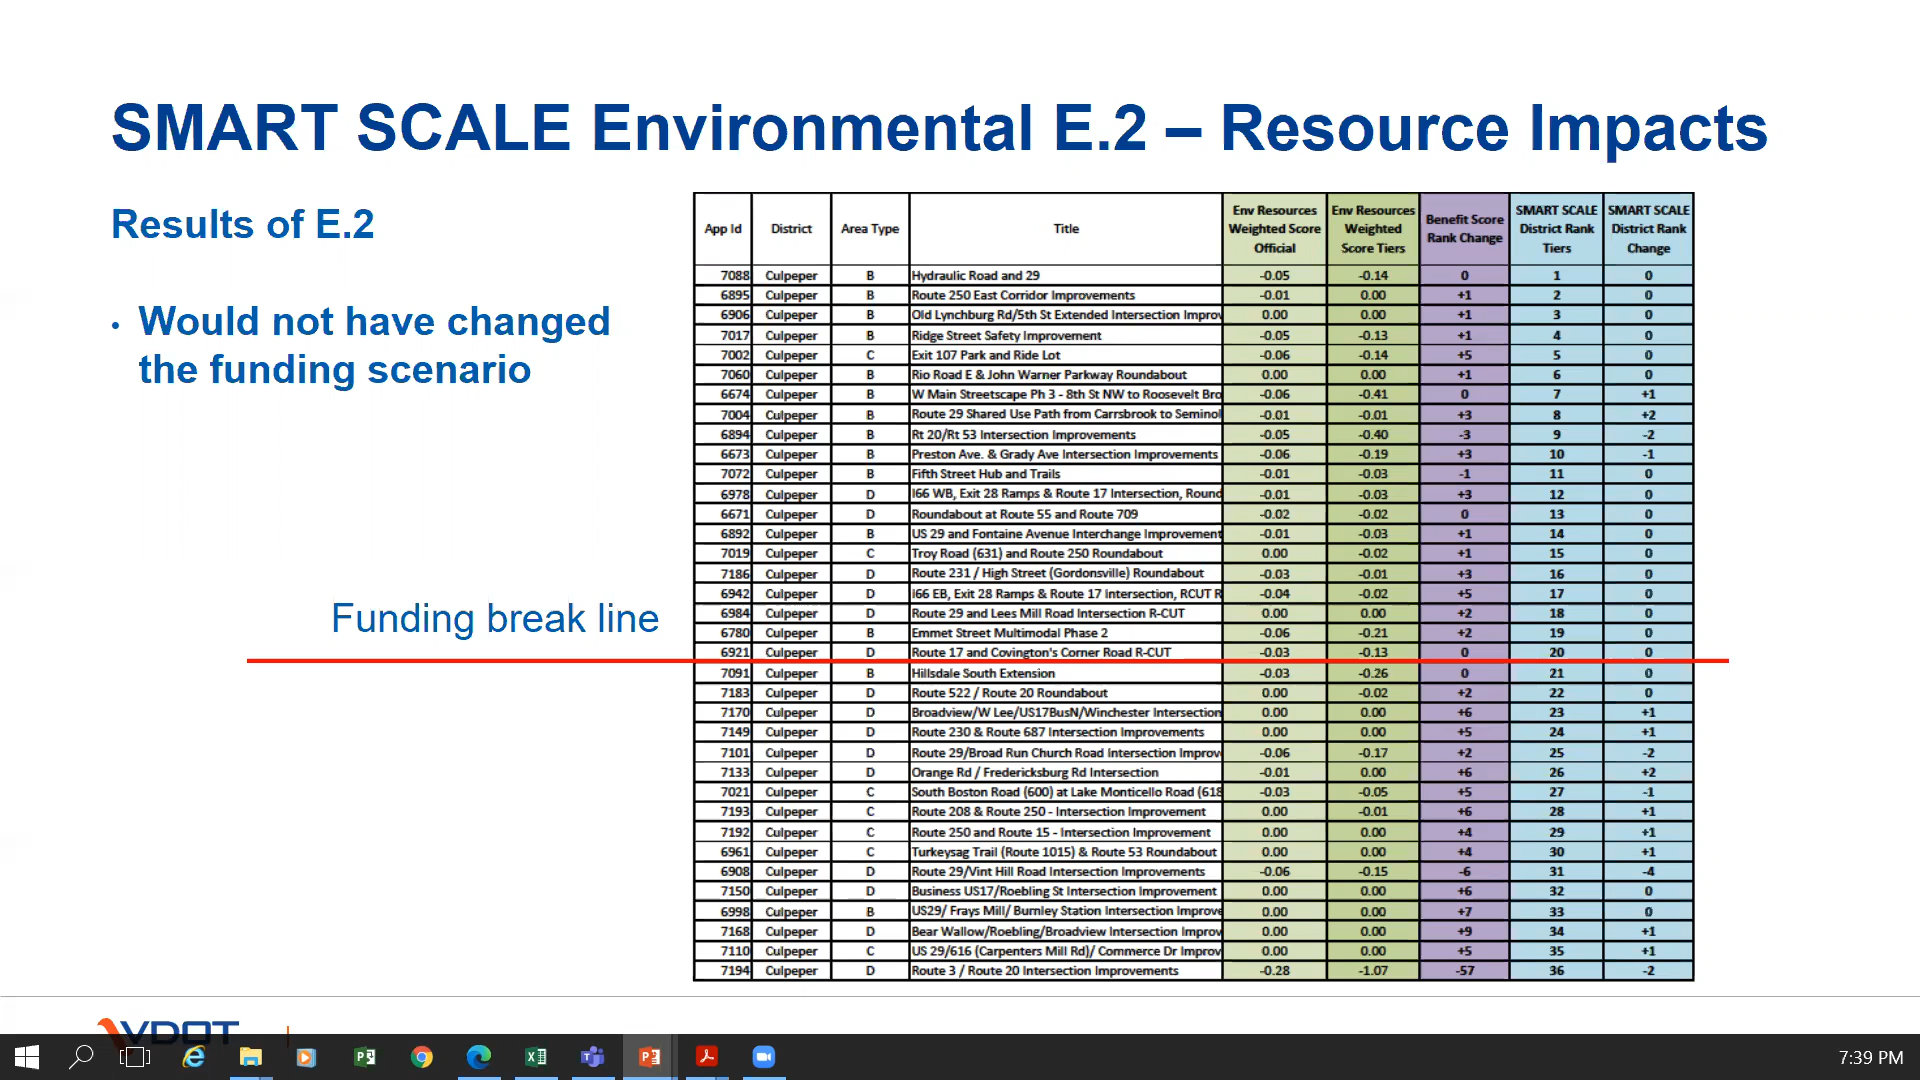 SMART SCALE Environmental E.2 – Resource Impacts
Results of E.2
• Would not have changed
the funding scenario
Funding break line
App Id District Area Type Title Env Resources Weighted Score Official Env Resources Weighted Score Tiers Benefit Score Rank Change SMART SCALE District Rank Tiers SMART SCALE District Rank Change
7088 Culpeper B Hydraulic Road and 29 -0.05 -0.14 0 1 0
6895 Culpeper B Route 250 East Corridor Improvements -0.01 0.00 +1 2 0
6906 Culpeper B Old Lynchburg Rd/5th St Extended Intersection Improv 0.00 0.00 +1 3 0
7017 Culpeper B Ridge Street Safety Improvement -0.05 -0.13 +1 4 0
7002 Culpeper C Exit 107 Park and Ride Lot -0.06 -0.14 +5 5 0
7060 Culpeper B Rio Road E & John Warner Parkway Roundabout 0.00 0.00 +1 6 0
6674 Culpeper B W Main Streetscape Ph 3 - 8th St NW to Roosevelt Bro -0.06 -0.41 0 7 +1
7004 Culpeper B Route 29 Shared Use Path from Carrsbrook to Seminol -0.01 -0.01 +3 8 +2
6894 Culpeper B Rt 20/Rt 53 Intersection Improvements -0.05 -0.40 -3 9 -2
6673 Culpeper B Preston Ave. & Grady Ave Intersection Improvements -0.06 -0.19 +3 10 -1
7072 Culpeper B Fifth Street Hub and Trails -0.01 -0.03 -1 11 0
6978 Culpeper D I66 WB, Exit 28 Ramps & Route 17 Intersection, Round -0.01 -0.03 +3 12 0
6671 Culpeper D Roundabout at Route 55 and Route 709 -0.02 -0.02 0 13 0
6892 Culpeper B US 29 and Fontaine Avenue Interchange Improvement -0.01 -0.03 +1 14 0
7019 Culpeper C Troy Road (631) and Route 250 Roundabout 0.00 -0.02 +1 15 0
7186 Culpeper D Route 231 / High Street (Gordonsville) Roundabout -0.03 -0.01 +3 16 0
6942 Culpeper D I66 EB, Exit 28 Ramps & Route 17 Intersection, RCUT R -0.04 -0.02 +5 17 0
6984 Culpeper D Route 29 and Lees Mill Road Intersection R-CUT 0.00 0.00 +2 18 0
6780 Culpeper B Emmet Street Multimodal Phase 2 -0.06 -0.21 +2 19 0
6921 Culpeper D Route 17 and Covington's Corner Road R-CUT -0.03 -0.13 0 20 0
7091 Culpeper B Hillsdale South Extension -0.03 -0.26 0 21 0
7183 Culpeper D Route 522 / Route 20 Roundabout 0.00 -0.02 +2 22 0
7170 Culpeper D Broadview/W Lee/US17BusN/Winchester Intersection 0.00 0.00 +6 23 +1
7149 Culpeper D Route 230 & Route 687 Intersection Improvements 0.00 0.00 +5 24 +1
7101 Culpeper D Route 29/Broad Run Church Road Intersection Improv -0.06 -0.17 +2 25 -2
7133 Culpeper D Orange Rd / Fredericksburg Rd Intersection -0.01 0.00 +6 26 +2
7021 Culpeper C South Boston Road (600) at Lake Monticello Road (618 -0.03 -0.05 +5 27 -1
7193 Culpeper C Route 208 & Route 250 - Intersection Improvement 0.00 -0.01 +6 28 +1
7192 Culpeper C Route 250 and Route 15 - Intersection Improvement 0.00 0.00 +4 29 +1
6961 Culpeper C Turkeysag Trail (Route 1015) & Route 53 Roundabout 0.00 0.00 +4 30 +1
6908 Culpeper D Route 29/Vint Hill Road Intersection Improvements -0.06 -0.15 -6 31 -4
7150 Culpeper D Business US17/Roebling St Intersection Improvement 0.00 0.00 +6 32 0
6998 Culpeper B US29/ Frays Mill/ Burnley Station Intersection Improve 0.00 0.00 +7 33 0
7168 Culpeper D Bear Wallow/Roebling/Broadview Intersection Improv 0.00 0.00 +9 34 +1
7110 Culpeper C US 29/616 (Carpenters Mill Rd)/ Commerce Dr Improv 0.00 0.00 +5 35 +1
7194 Culpeper D Route 3 / Route 20 Intersection Improvements -0.28 -1.07 -57 36 -2
VDOT
7:39 PM